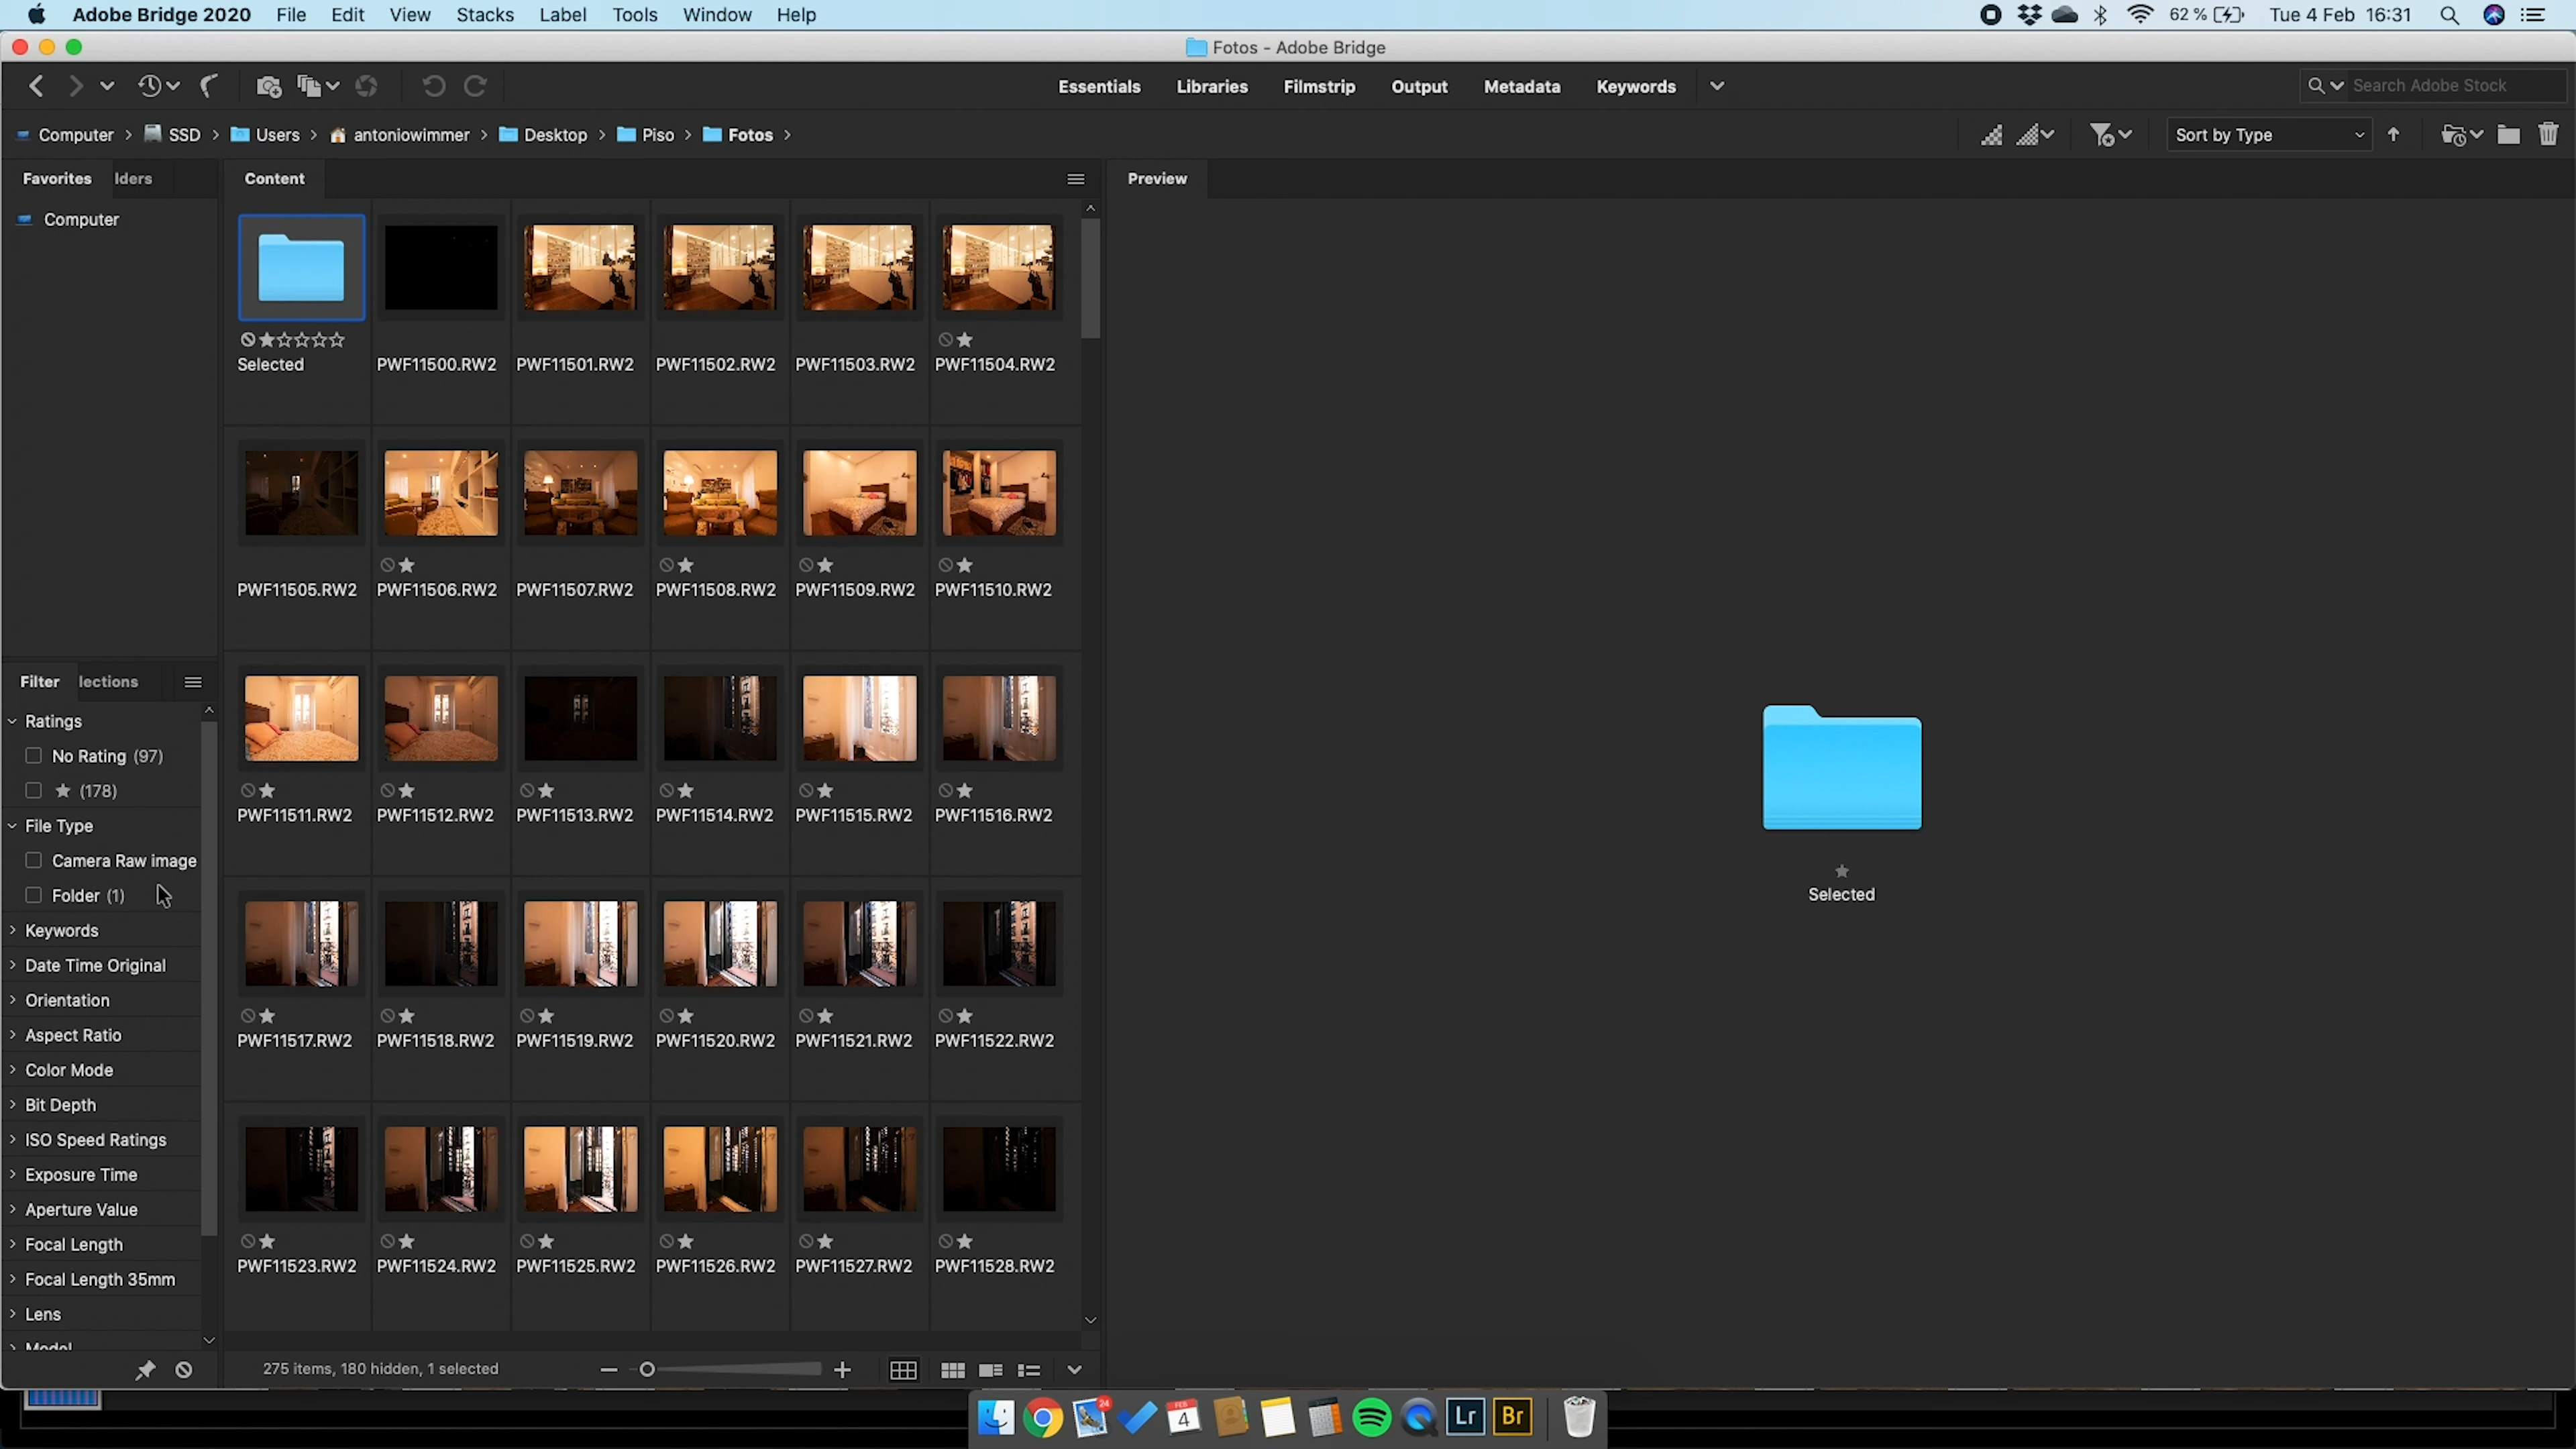 Adobe Bridge 2020 File Edit View Stacks Label Tools Window Help 62 % Tue 4 Feb 16:31
Fotos - Adobe Bridge
Essentials Libraries Filmstrip Output Metadata Keywords Search Adobe Stock
Computer SSD Users antoniowimmer Desktop Piso Fotos Sort by Type
Favorites lders Content Preview
Computer
Selected PWF11500.RW2 PWF11501.RW2 PWF11502.RW2 PWF11503.RW2 PWF11504.RW2
PWF11505.RW2 PWF11506.RW2 PWF11507.RW2 PWF11508.RW2 PWF11509.RW2 PWF11510.RW2
PWF11511.RW2 PWF11512.RW2 PWF11513.RW2 PWF11514.RW2 PWF11515.RW2 PWF11516.RW2
PWF11517.RW2 PWF11518.RW2 PWF11519.RW2 PWF11520.RW2 PWF11521.RW2 PWF11522.RW2
PWF11523.RW2 PWF11524.RW2 PWF11525.RW2 PWF11526.RW2 PWF11527.RW2 PWF11528.RW2
Filter lections
Ratings
No Rating (97)
★ (178)
File Type
Camera Raw image
Folder (1)
Keywords
Date Time Original
Orientation
Aspect Ratio
Color Mode
Bit Depth
ISO Speed Ratings
Exposure Time
Aperture Value
Focal Length
Focal Length 35mm
Lens
Model
Selected
275 items, 180 hidden, 1 selected
24
FEB
4
Lr Br